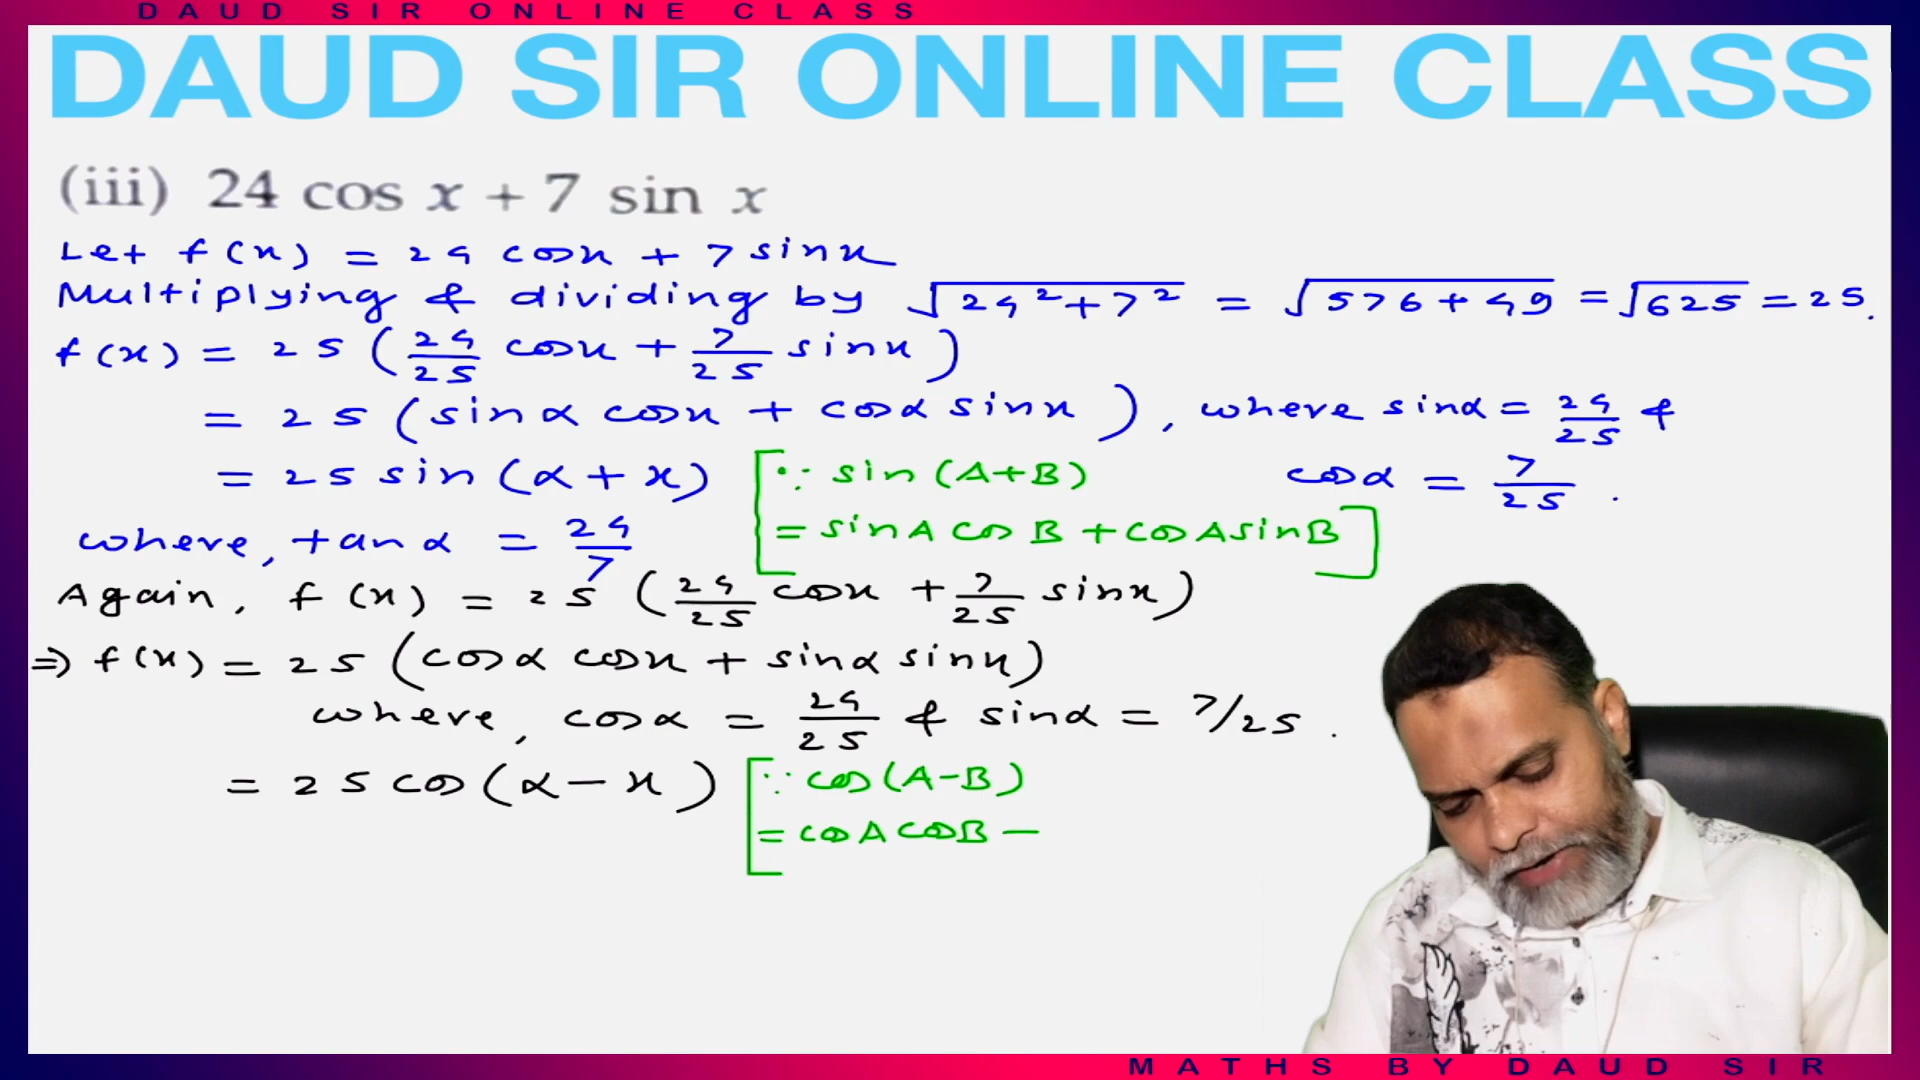 DAUD SIR ONLINE CLASS
DAUD SIR ONLINE CLASS
(iii) 24 cos x + 7 sin x
Let f(x) = 24 cosx + 7 sinx
Multiplying & dividing by √(24² + 7²) = √(576 + 49) = √625 = 25.
f(x) = 25 (24/25 cosx + 7/25 sinx)
= 25 (sinα cosx + cosα sinx), where sinα = 24/25 &
= 25 sin (α + x) [∵ sin (A+B) cosα = 7/25 .
= sinA cosB + cosA sinB]
where, tan α = 24/7
Again, f(x) = 25 (24/25 cosx + 7/25 sinx)
⇒ f(x) = 25 (cosα cosx + sinα sinx)
where, cosα = 24/25 & sinα = 7/25 .
= 25 cos (α − x) [∵ cos (A−B)
= cosA cosB −
MATHS BY DAUD SIR